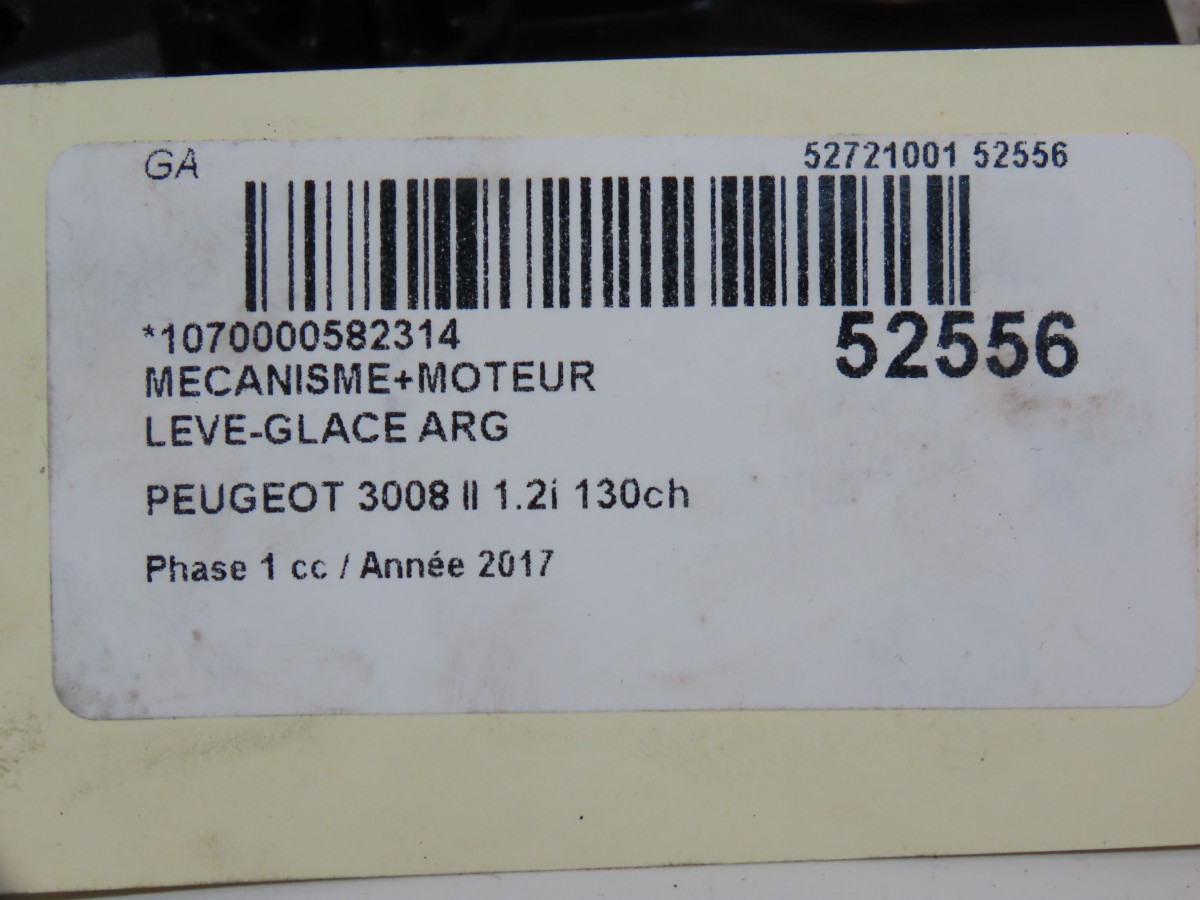 GA
52721001 52556
*1070000582314
52556
MECANISME+MOTEUR
LEVE-GLACE ARG
PEUGEOT 3008 II 1.2i 130ch
Phase 1 cc / Année 2017